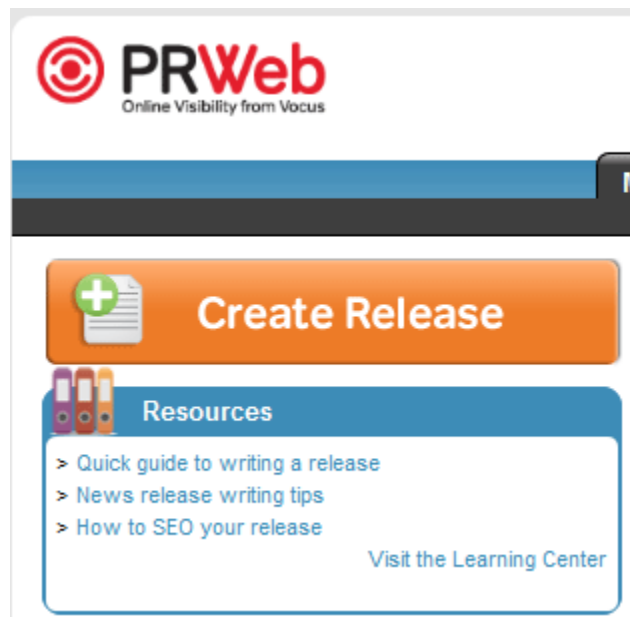 PRWeb
Online Visibility from Vocus
Create Release
Resources
> Quick guide to writing a release
> News release writing tips
> How to SEO your release
Visit the Learning Center